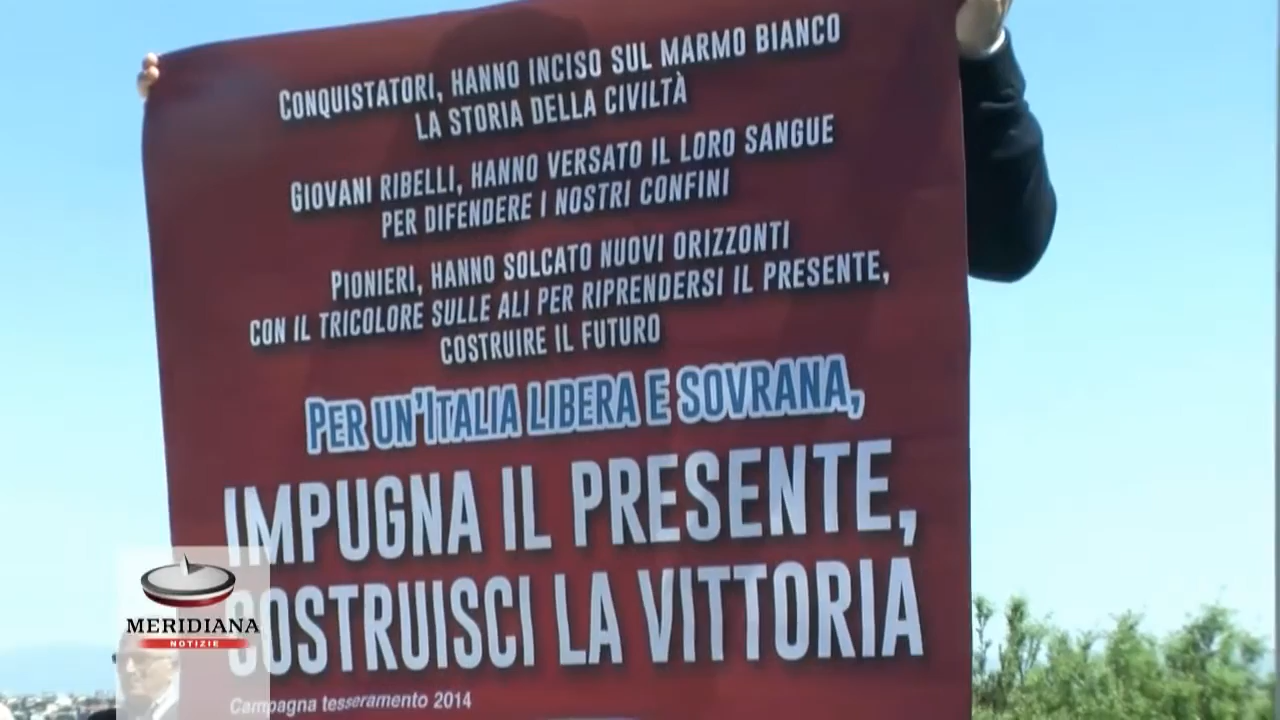 Conquistatori, hanno inciso sul marmo bianco
la storia della civiltà
Giovani ribelli, hanno versato il loro sangue
per difendere i nostri confini
Pionieri, hanno solcato nuovi orizzonti
con il tricolore sulle ali per riprendersi il presente,
costruire il futuro
Per un'Italia libera e sovrana,
impugna il presente,
costruisci la vittoria
Campagna tesseramento 2014
MERIDIANA
NOTIZIE